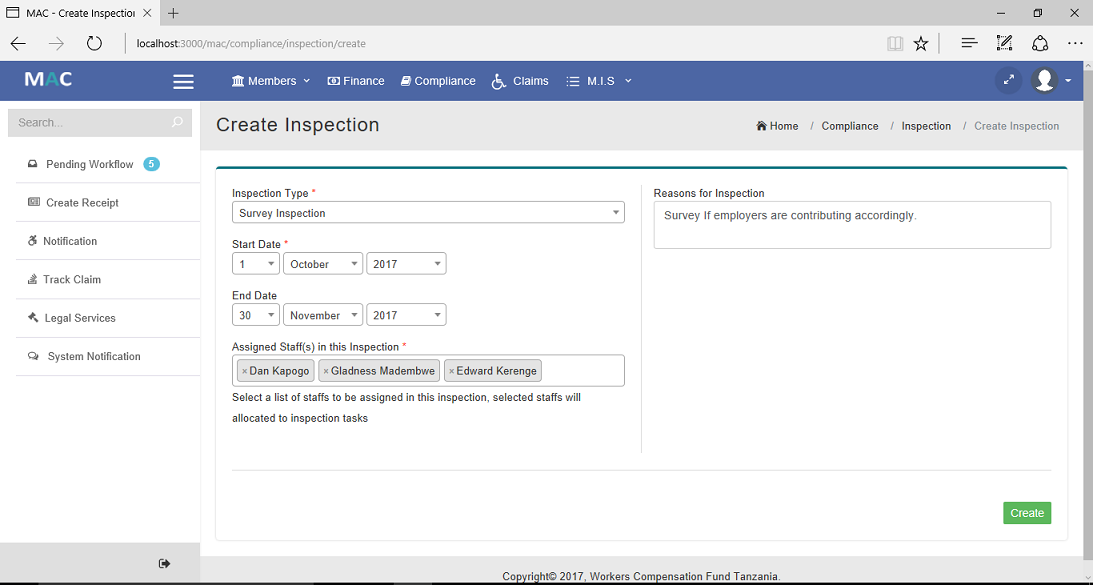 MAC - Create Inspection
localhost:3000/mac/compliance/inspection/create
MAC
Members
Finance
Compliance
Claims
M.I.S
Search...
Create Inspection
Home / Compliance / Inspection / Create Inspection
Pending Workflow 5
Create Receipt
Notification
Track Claim
Legal Services
System Notification
Inspection Type *
Survey Inspection
Start Date *
1 October 2017
End Date
30 November 2017
Assigned Staff(s) in this Inspection *
× Dan Kapogo × Gladness Madembwe × Edward Kerenge
Select a list of staffs to be assigned in this inspection, selected staffs will
allocated to inspection tasks
Reasons for Inspection
Survey If employers are contributing accordingly.
Create
Copyright© 2017, Workers Compensation Fund Tanzania.